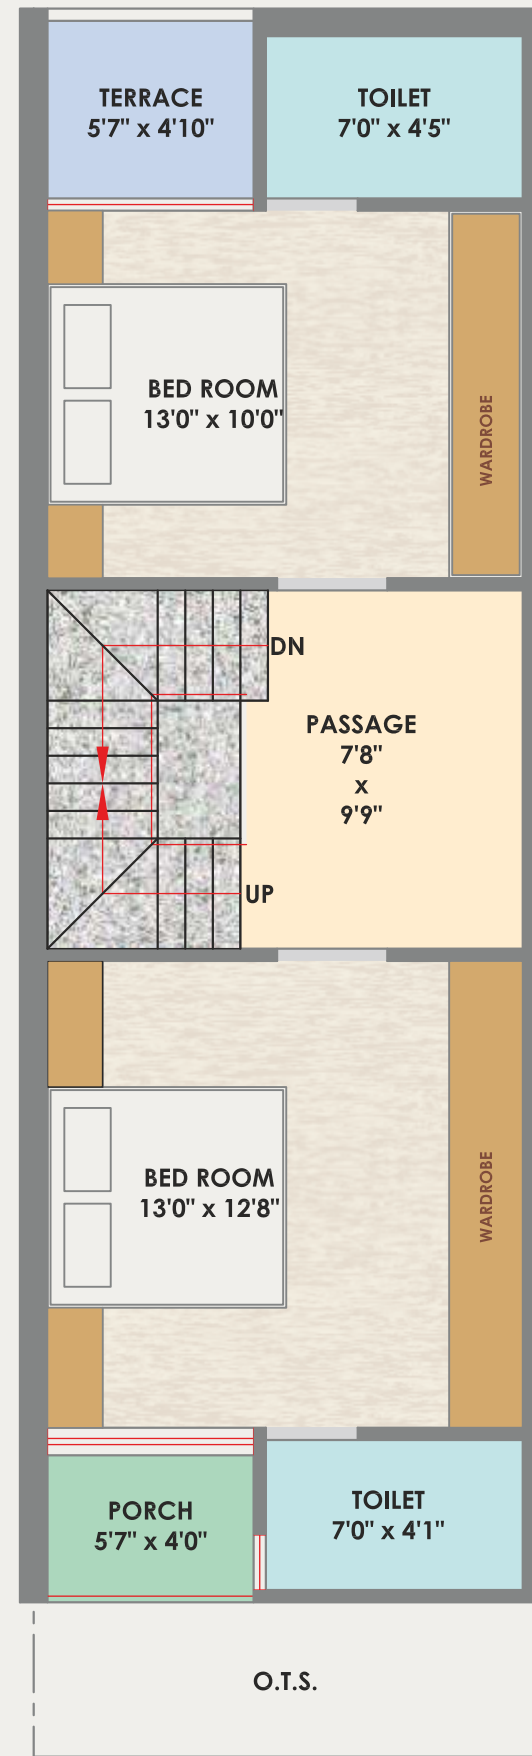 TERRACE
5'7" x 4'10"
TOILET
7'0" x 4'5"
BED ROOM
13'0" x 10'0"
WARDROBE
DN
PASSAGE
7'8"
x
9'9"
UP
BED ROOM
13'0" x 12'8"
WARDROBE
PORCH
5'7" x 4'0"
TOILET
7'0" x 4'1"
O.T.S.